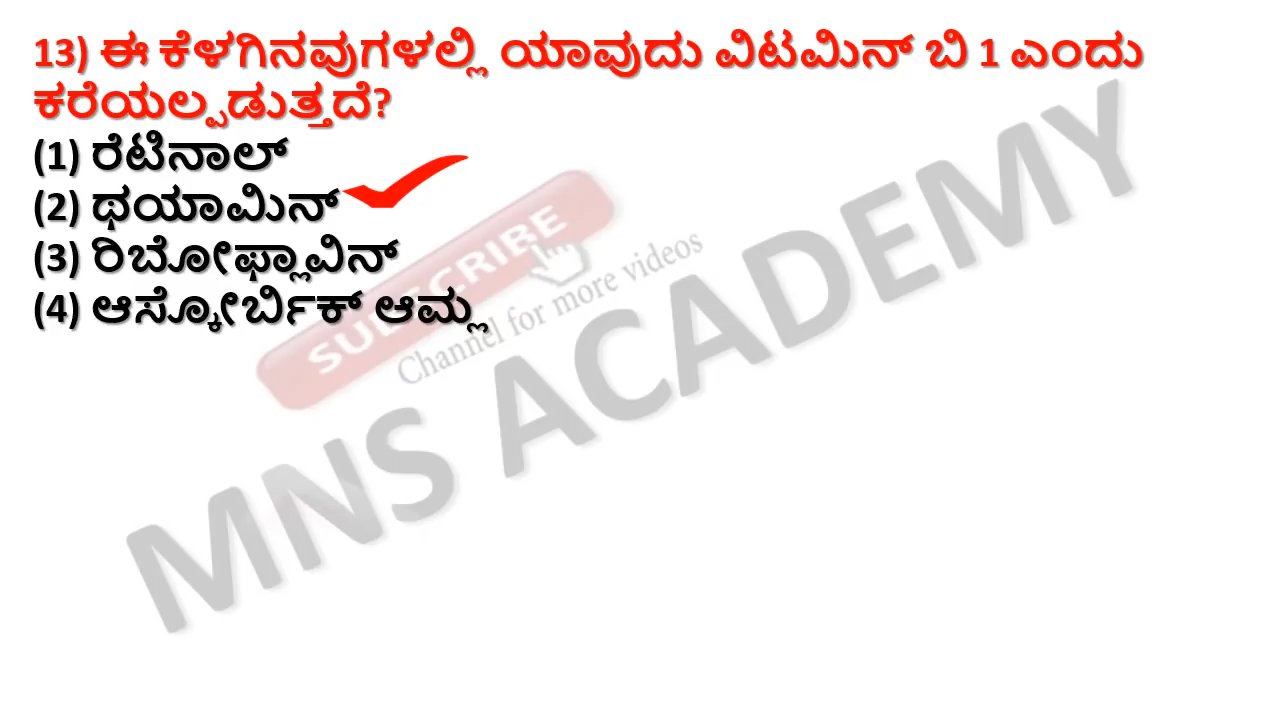 13) ಈ ಕೆಳಗಿನವುಗಳಲ್ಲಿ ಯಾವುದು ವಿಟಮಿನ್ ಬಿ 1 ಎಂದು
ಕರೆಯಲ್ಪಡುತ್ತದೆ?
(1) ರೆಟಿನಾಲ್
(2) ಥಯಾಮಿನ್
(3) ರಿಬೋಫ್ಲಾವಿನ್
(4) ಆಸ್ಕೋರ್ಬಿಕ್ ಆಮ್ಲ
SUBSCRIBE
Channel for more videos
MNS ACADEMY